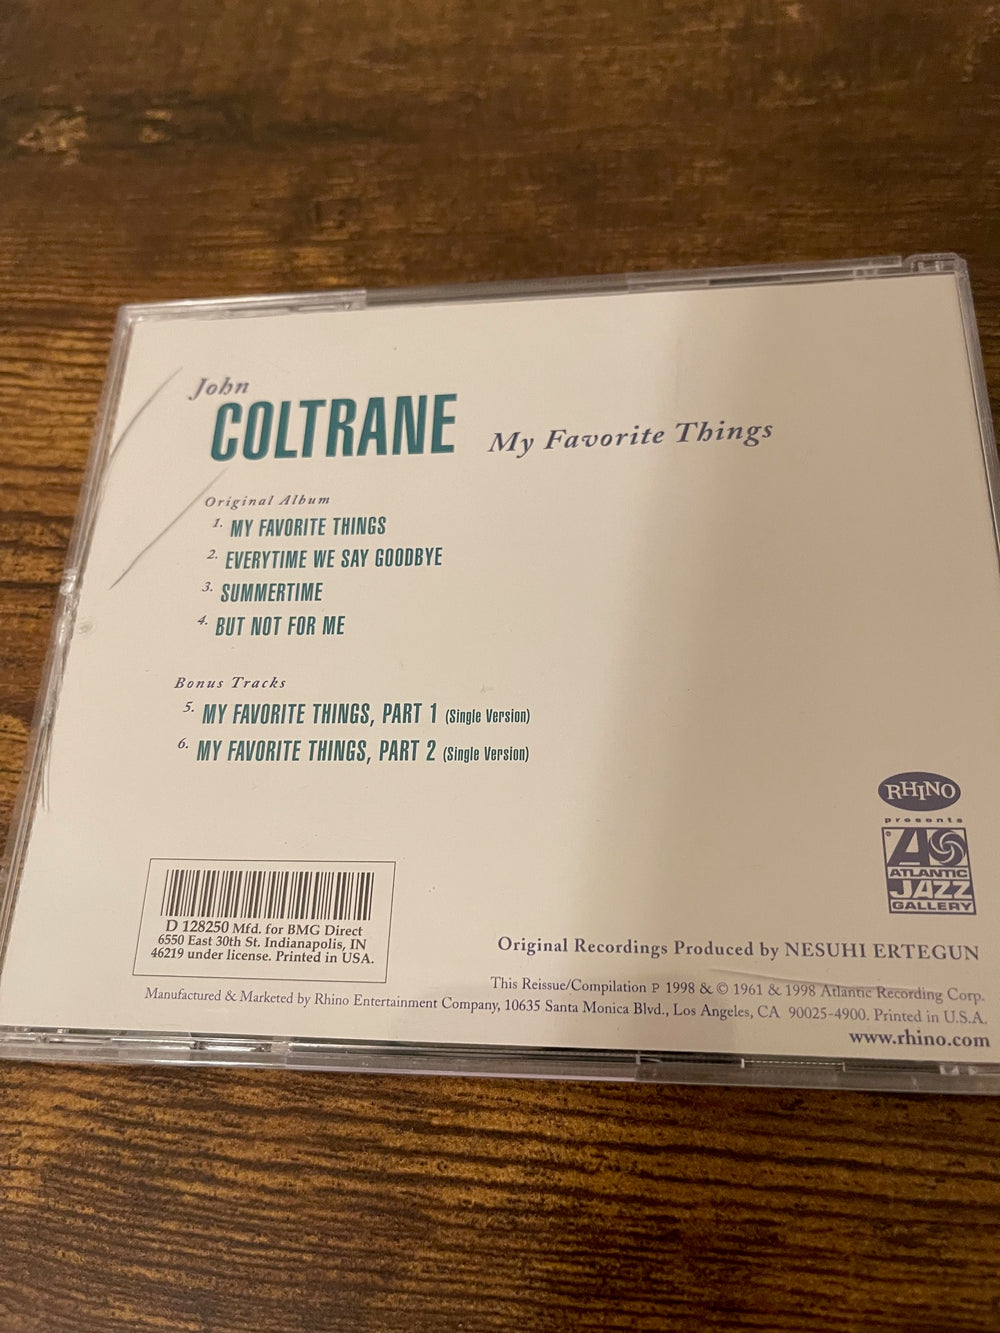 John
COLTRANE My Favorite Things
Original Album
1. MY FAVORITE THINGS
2. EVERYTIME WE SAY GOODBYE
3. SUMMERTIME
4. BUT NOT FOR ME
Bonus Tracks
5. MY FAVORITE THINGS, PART 1 (Single Version)
6. MY FAVORITE THINGS, PART 2 (Single Version)
RHINO
presents
ATLANTIC
JAZZ
GALLERY
D 128250 Mfd. for BMG Direct
6550 East 30th St. Indianapolis, IN
46219 under license. Printed in USA.
Original Recordings Produced by NESUHI ERTEGUN
This Reissue/Compilation P 1998 & © 1961 & 1998 Atlantic Recording Corp.
Manufactured & Marketed by Rhino Entertainment Company, 10635 Santa Monica Blvd., Los Angeles, CA 90025-4900. Printed in U.S.A.
www.rhino.com